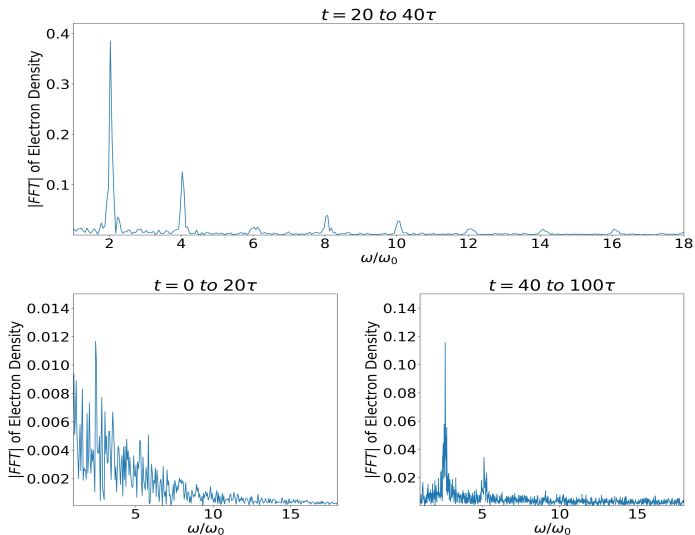 t = 20 to 40τ
|FFT| of Electron Density
0.4
0.3
0.2
0.1
2 4 6 8 10 12 14 16 18
ω/ω₀
t = 0 to 20τ
|FFT| of Electron Density
0.014
0.012
0.010
0.008
0.006
0.004
0.002
5 10 15
ω/ω₀
t = 40 to 100τ
|FFT| of Electron Density
0.14
0.12
0.10
0.08
0.06
0.04
0.02
5 10 15
ω/ω₀